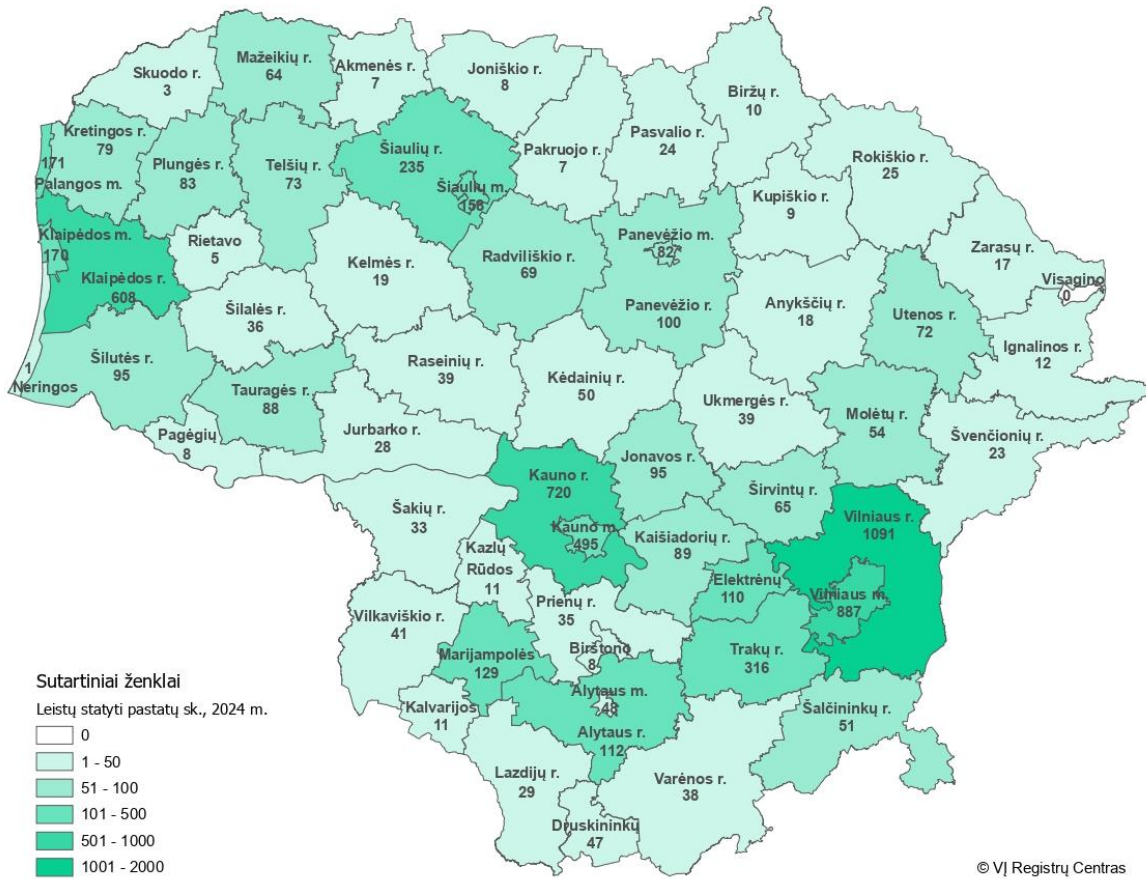 Skuodo r.
3
Mažeikių r.
64
Akmenės r.
7
Joniškio r.
8
Biržų r.
10
Pasvalio r.
24
Pakruojo r.
7
Rokiškio r.
25
Kretingos r.
79
171
Palangos m.
Plungės r.
83
Telšių r.
73
Šiaulių r.
235
Šiaulių m.
158
Kupiškio r.
9
Panevėžio m.
82
Zarasų r.
17
Visagino
0
Klaipėdos m.
170
Klaipėdos r.
608
Rietavo
5
Kelmės r.
19
Radviliškio r.
69
Panevėžio r.
100
Anykščių r.
18
Utenos r.
72
Ignalinos r.
12
Šilalės r.
36
Šilutės r.
95
1
Neringos
Tauragės r.
88
Raseinių r.
39
Kėdainių r.
50
Ukmergės r.
39
Molėtų r.
54
Švenčionių r.
23
Pagėgių
8
Jurbarko r.
28
Jonavos r.
95
Kauno r.
720
Kauno m.
495
Širvintų r.
65
Šakių r.
33
Kaišiadorių r.
89
Vilniaus r.
1091
Vilniaus m.
887
Kazlų
Rūdos
11
Elektrėnų
110
Prienų r.
35
Vilkaviškio r.
41
Marijampolės
129
Birštono
8
Trakų r.
316
Alytaus m.
48
Alytaus r.
112
Kalvarijos
11
Šalčininkų r.
51
Lazdijų r.
29
Varėnos r.
38
Druskininkų
47
Sutartiniai ženklai
Leistų statyti pastatų sk., 2024 m.
0
1 - 50
51 - 100
101 - 500
501 - 1000
1001 - 2000
© VĮ Registrų Centras